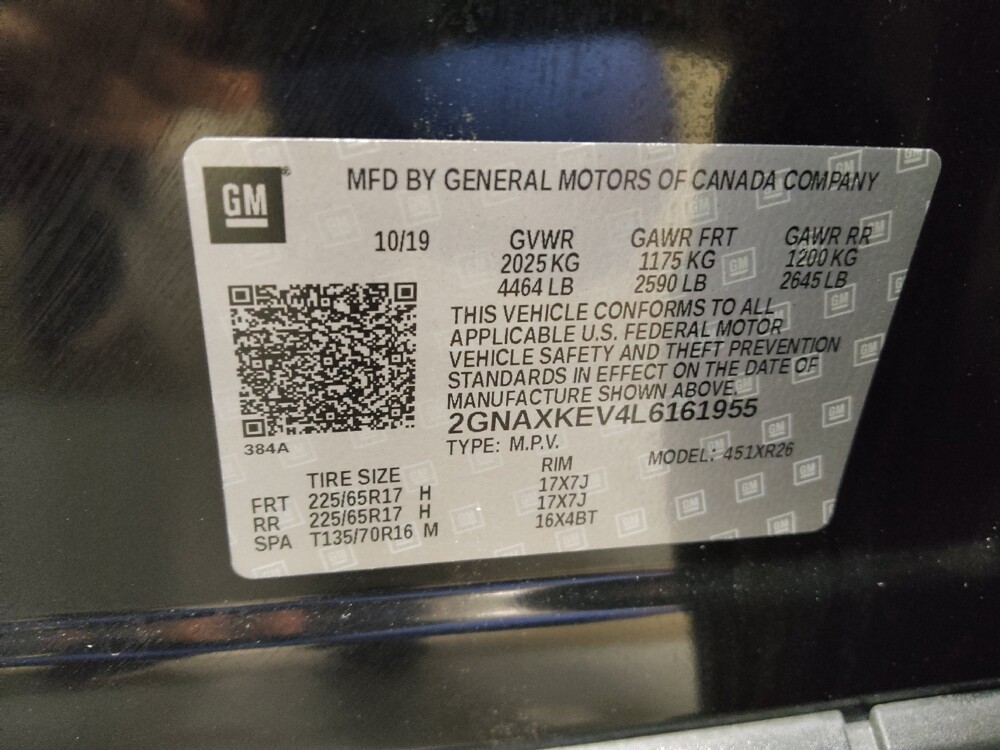 GM®
MFD BY GENERAL MOTORS OF CANADA COMPANY
10/19 GVWR GAWR FRT GAWR RR
2025 KG 1175 KG 1200 KG
4464 LB 2590 LB 2645 LB
THIS VEHICLE CONFORMS TO ALL
APPLICABLE U.S. FEDERAL MOTOR
VEHICLE SAFETY AND THEFT PREVENTION
STANDARDS IN EFFECT ON THE DATE OF
MANUFACTURE SHOWN ABOVE.
2GNAXKEV4L6161955
384A
TYPE: M.P.V. MODEL: 451XR26
TIRE SIZE RIM
FRT 225/65R17 H 17X7J
RR 225/65R17 H 17X7J
SPA T135/70R16 M 16X4BT